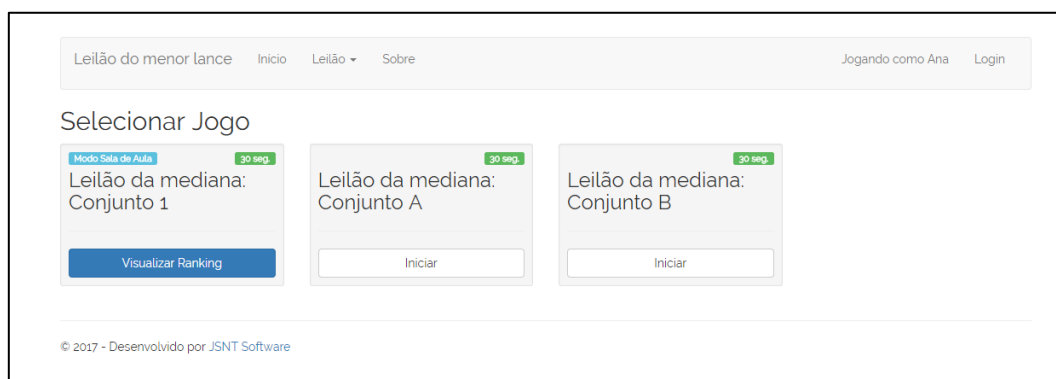 Leilão do menor lance Início Leilão Sobre Jogando como Ana Login
Selecionar Jogo
Modo Sala de Aula 30 seg.
Leilão da mediana:
Conjunto 1
Visualizar Ranking
30 seg.
Leilão da mediana:
Conjunto A
Iniciar
30 seg.
Leilão da mediana:
Conjunto B
Iniciar
© 2017 - Desenvolvido por JSNT Software